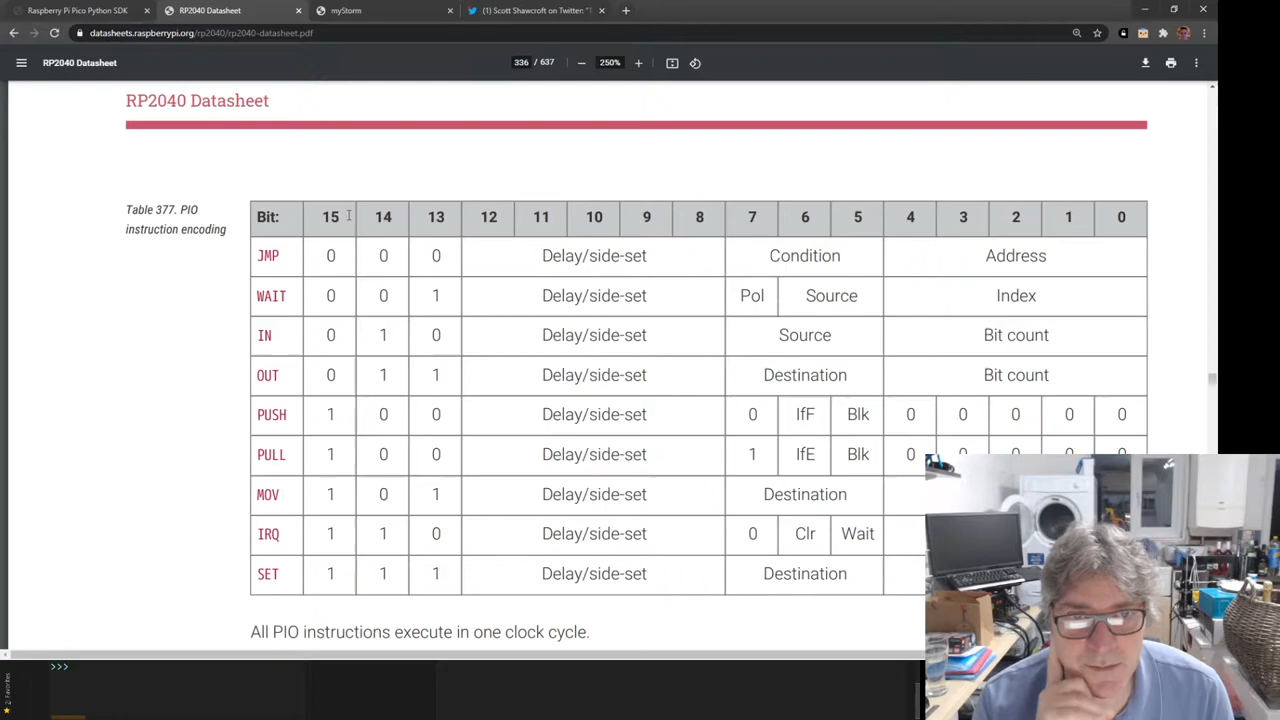 Raspberry Pi Pico Python SDK
RP2040 Datasheet
myStorm
(1) Scott Shawcroft on Twitter: "
datasheets.raspberrypi.org/rp2040/rp2040-datasheet.pdf
RP2040 Datasheet
336 / 637
250%
RP2040 Datasheet
Table 377. PIO
instruction encoding
Bit: 15 14 13 12 11 10 9 8 7 6 5 4 3 2 1 0
JMP 0 0 0 Delay/side-set Condition Address
WAIT 0 0 1 Delay/side-set Pol Source Index
IN 0 1 0 Delay/side-set Source Bit count
OUT 0 1 1 Delay/side-set Destination Bit count
PUSH 1 0 0 Delay/side-set 0 IfF Blk 0 0 0 0 0
PULL 1 0 0 Delay/side-set 1 IfE Blk 0 0 0 0 0
MOV 1 0 1 Delay/side-set Destination
IRQ 1 1 0 Delay/side-set 0 Clr Wait
SET 1 1 1 Delay/side-set Destination
All PIO instructions execute in one clock cycle.
>>>
2: Favorites